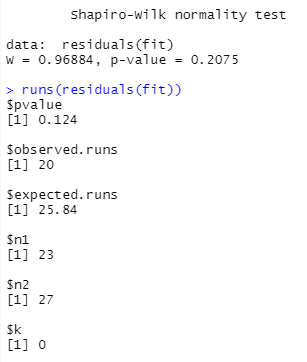 Shapiro-Wilk normality test
data:  residuals(fit)
W = 0.96884, p-value = 0.2075
> runs(residuals(fit))
$pvalue
[1] 0.124
$observed.runs
[1] 20
$expected.runs
[1] 25.84
$n1
[1] 23
$n2
[1] 27
$k
[1] 0